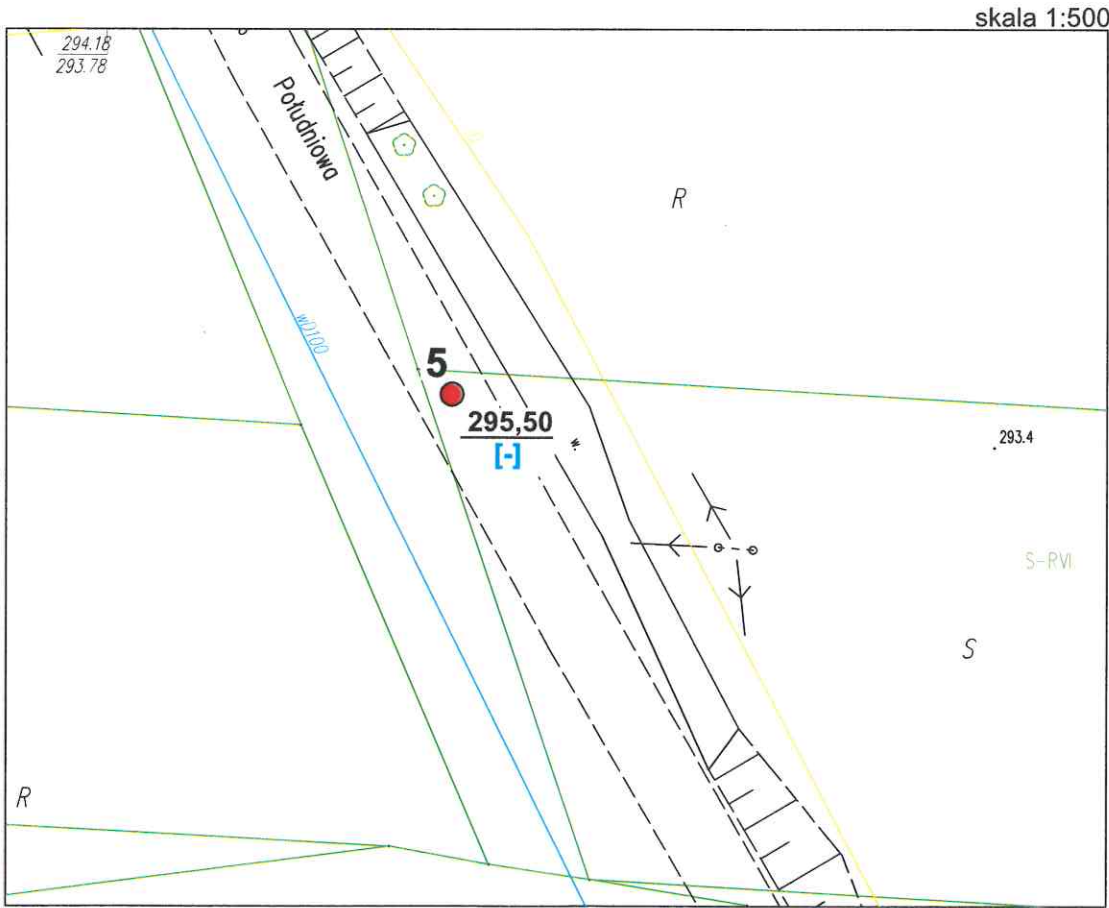 skala 1:500
294.18
293.78
Południowa
R
wD100
5
295,50
[-]
w.
293.4
S-RVI
S
R